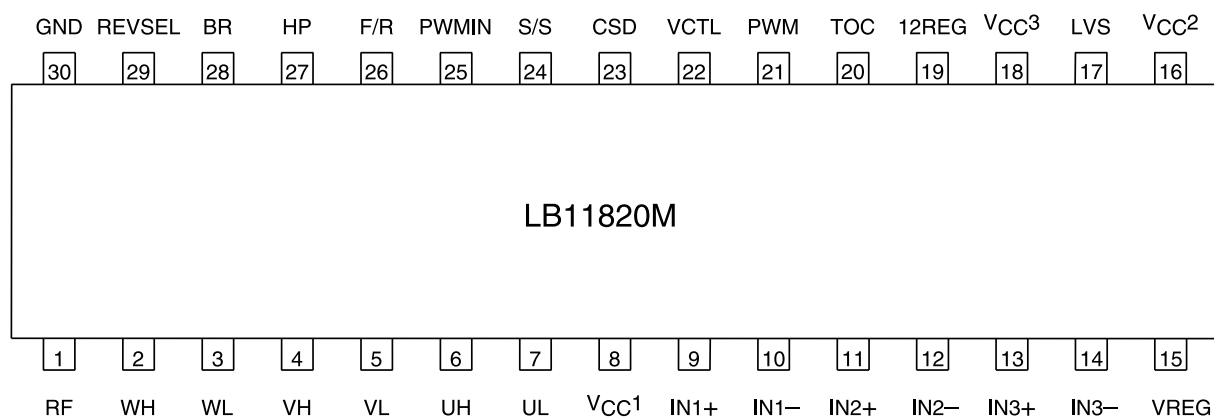 GND REVSEL BR HP F/R PWMIN S/S CSD VCTL PWM TOC 12REG VCC3 LVS VCC2
30 29 28 27 26 25 24 23 22 21 20 19 18 17 16
LB11820M
1 2 3 4 5 6 7 8 9 10 11 12 13 14 15
RF WH WL VH VL UH UL VCC1 IN1+ IN1− IN2+ IN2− IN3+ IN3− VREG